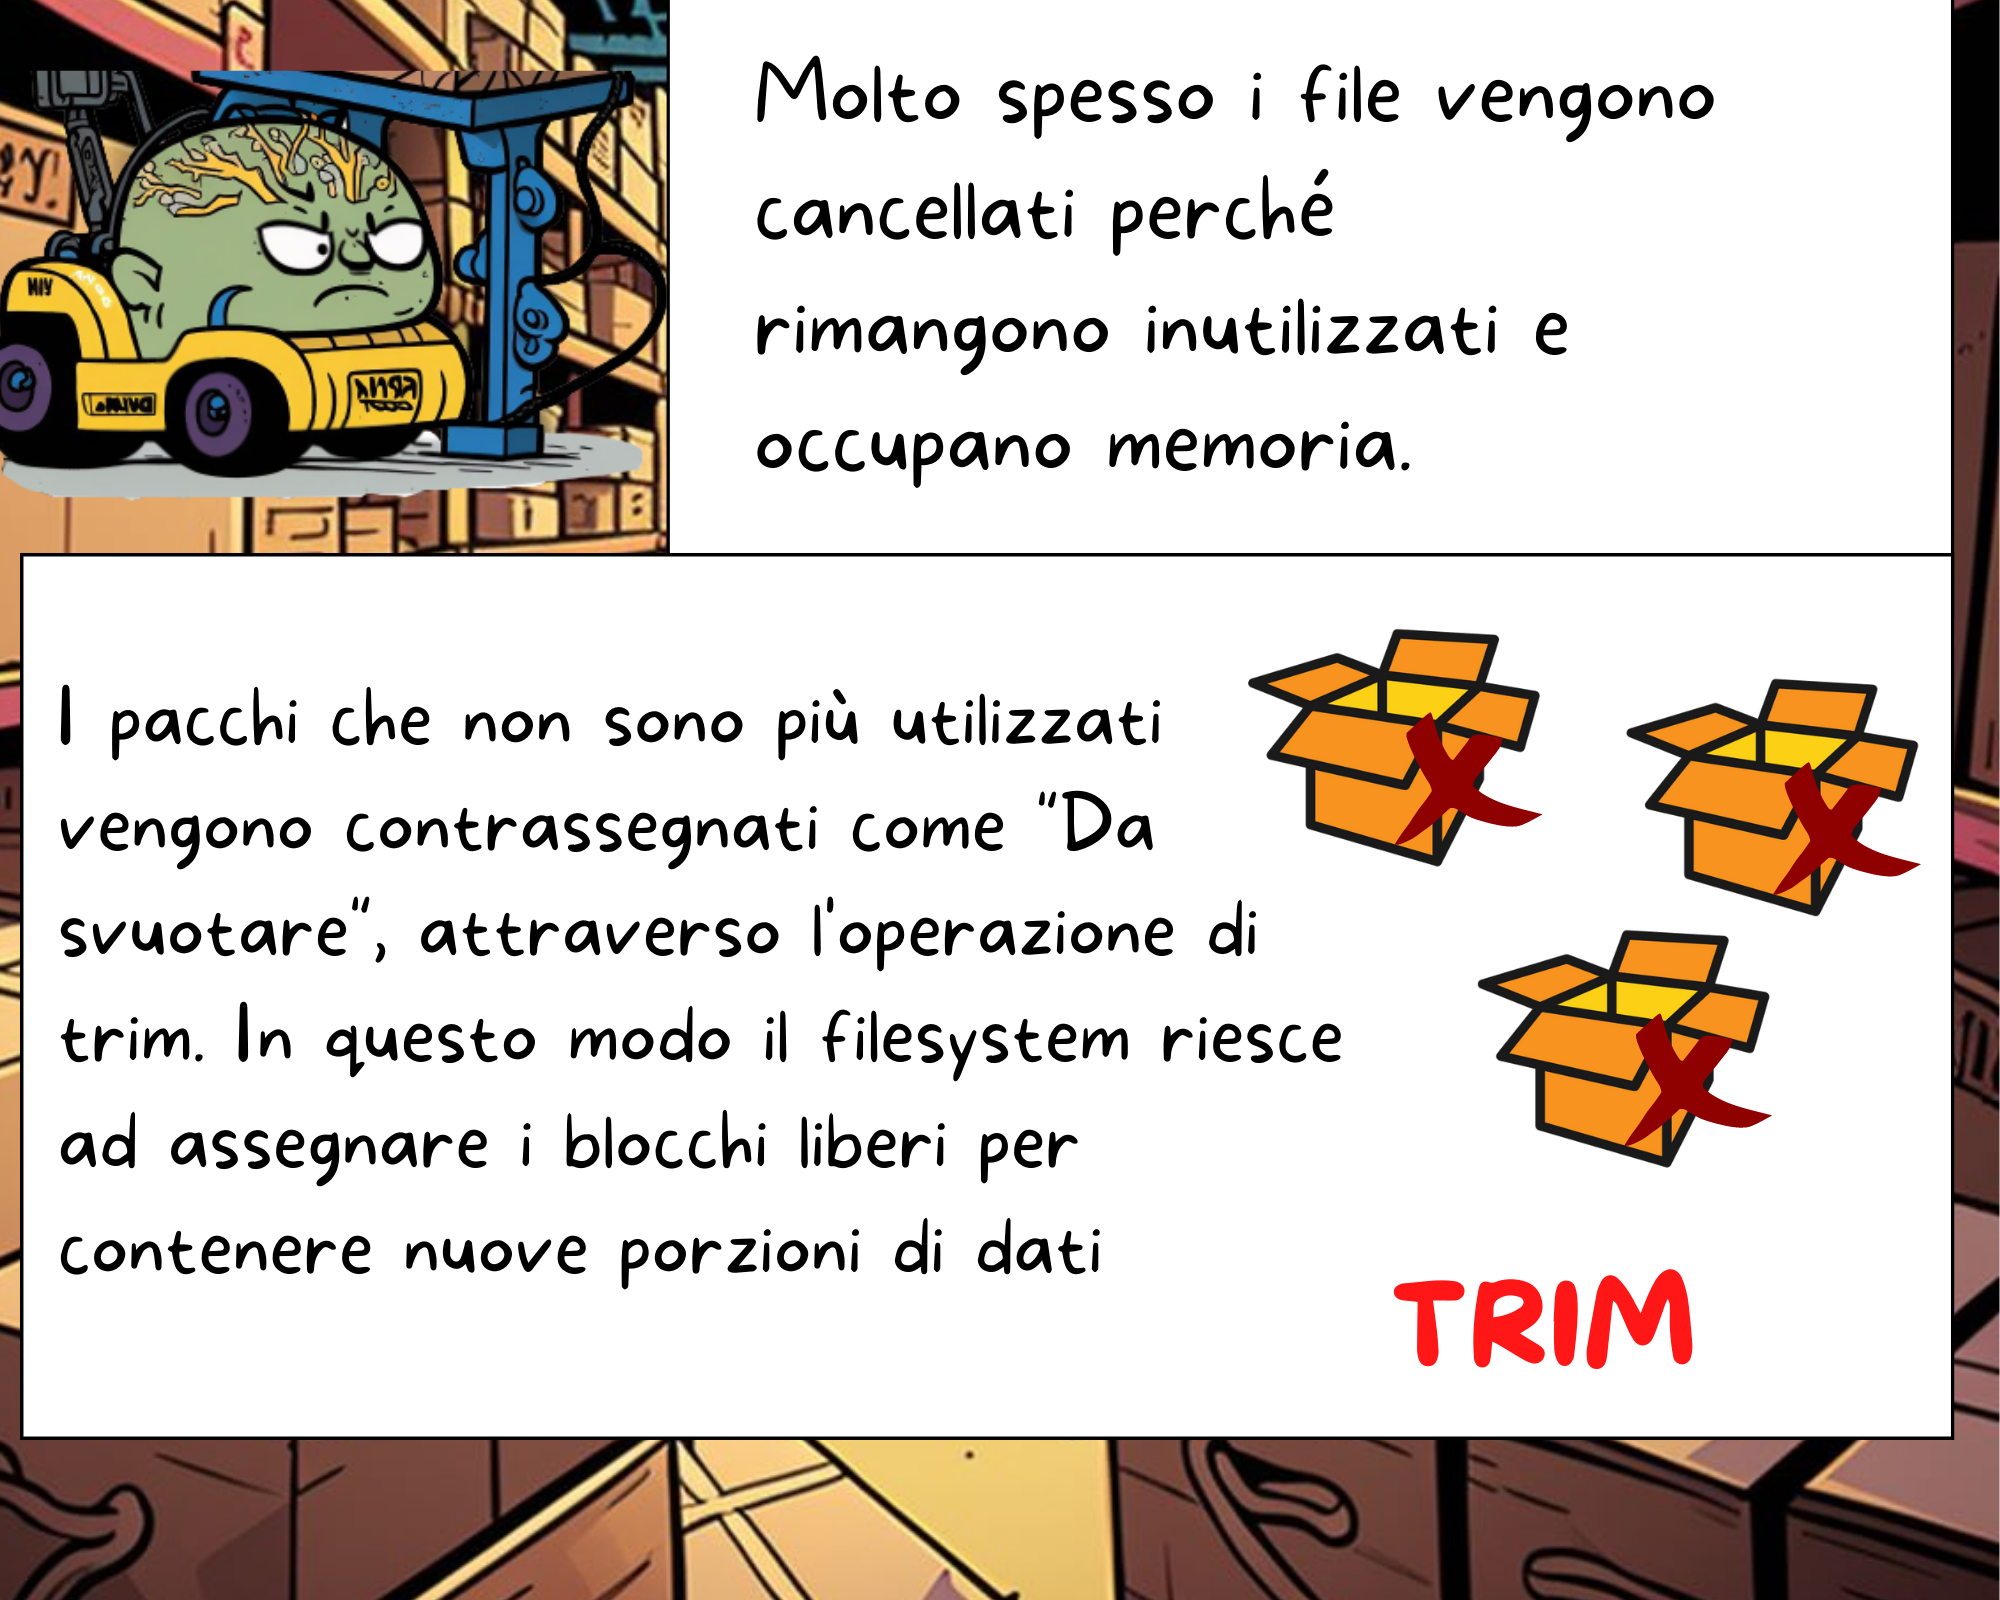 Molto spesso i file vengono
cancellati perché
rimangono inutilizzati e
occupano memoria.
I pacchi che non sono più utilizzati
vengono contrassegnati come "Da
svuotare", attraverso l'operazione di
trim. In questo modo il filesystem riesce
ad assegnare i blocchi liberi per
contenere nuove porzioni di dati
TRIM